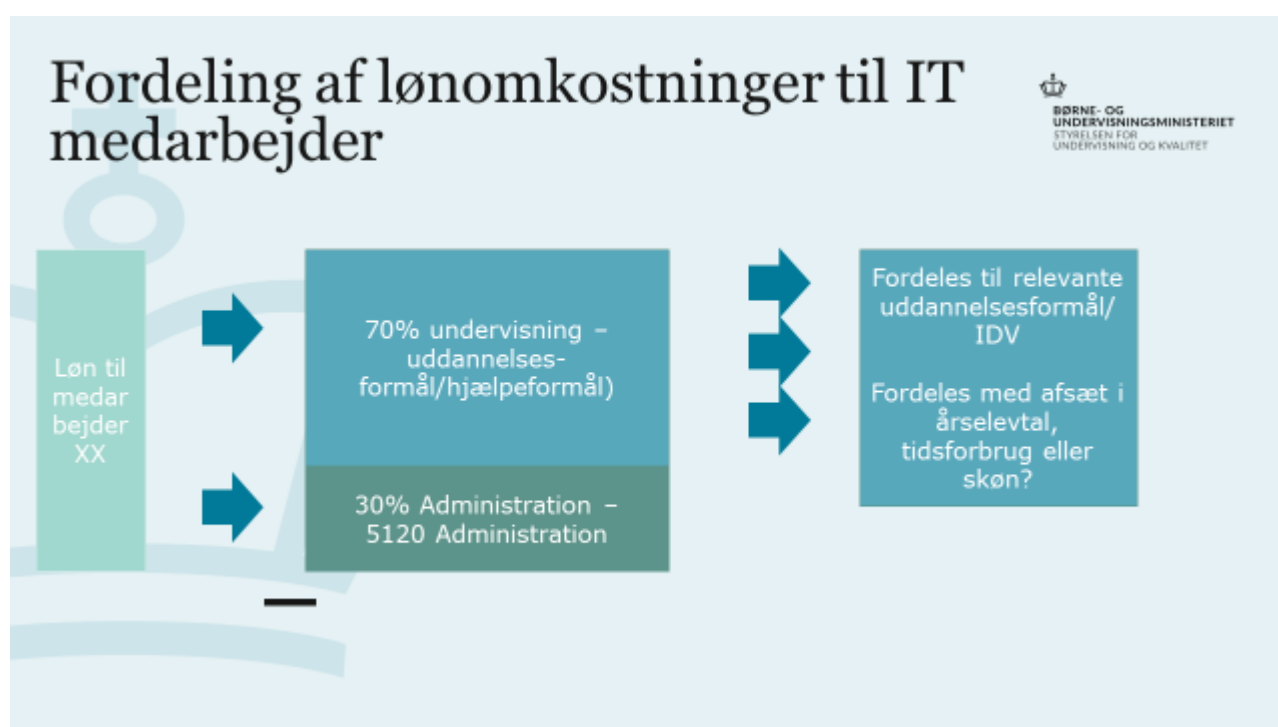 Fordeling af lønomkostninger til IT
medarbejder
BØRNE- OG
UNDERVISNINGSMINISTERIET
STYRELSEN FOR
UNDERVISNING OG KVALITET
Løn til
medar
bejder
XX
70% undervisning –
uddannelses-
formål/hjælpeformål)
30% Administration –
5120 Administration
Fordeles til relevante
uddannelsesformål/
IDV
Fordeles med afsæt i
årselevtal,
tidsforbrug eller
skøn?